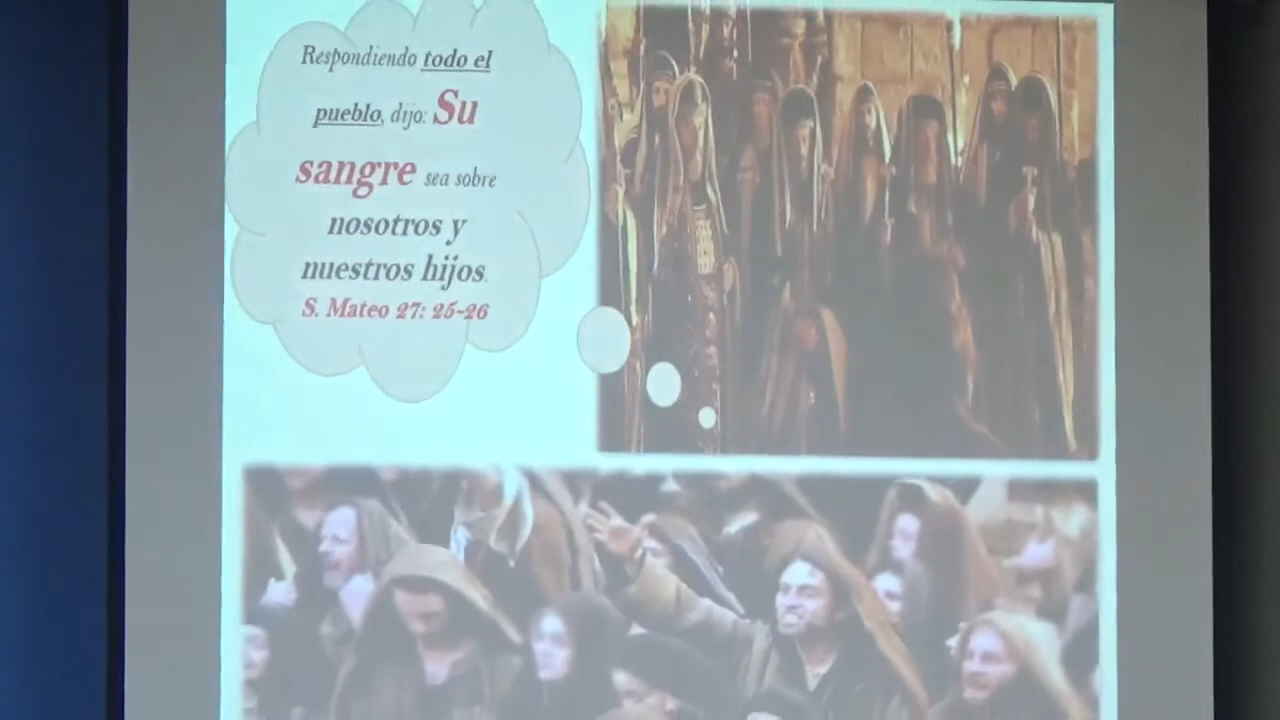 Respondiendo todo el
pueblo, dijo: Su
sangre sea sobre
nosotros y
nuestros hijos.
S. Mateo 27: 25-26